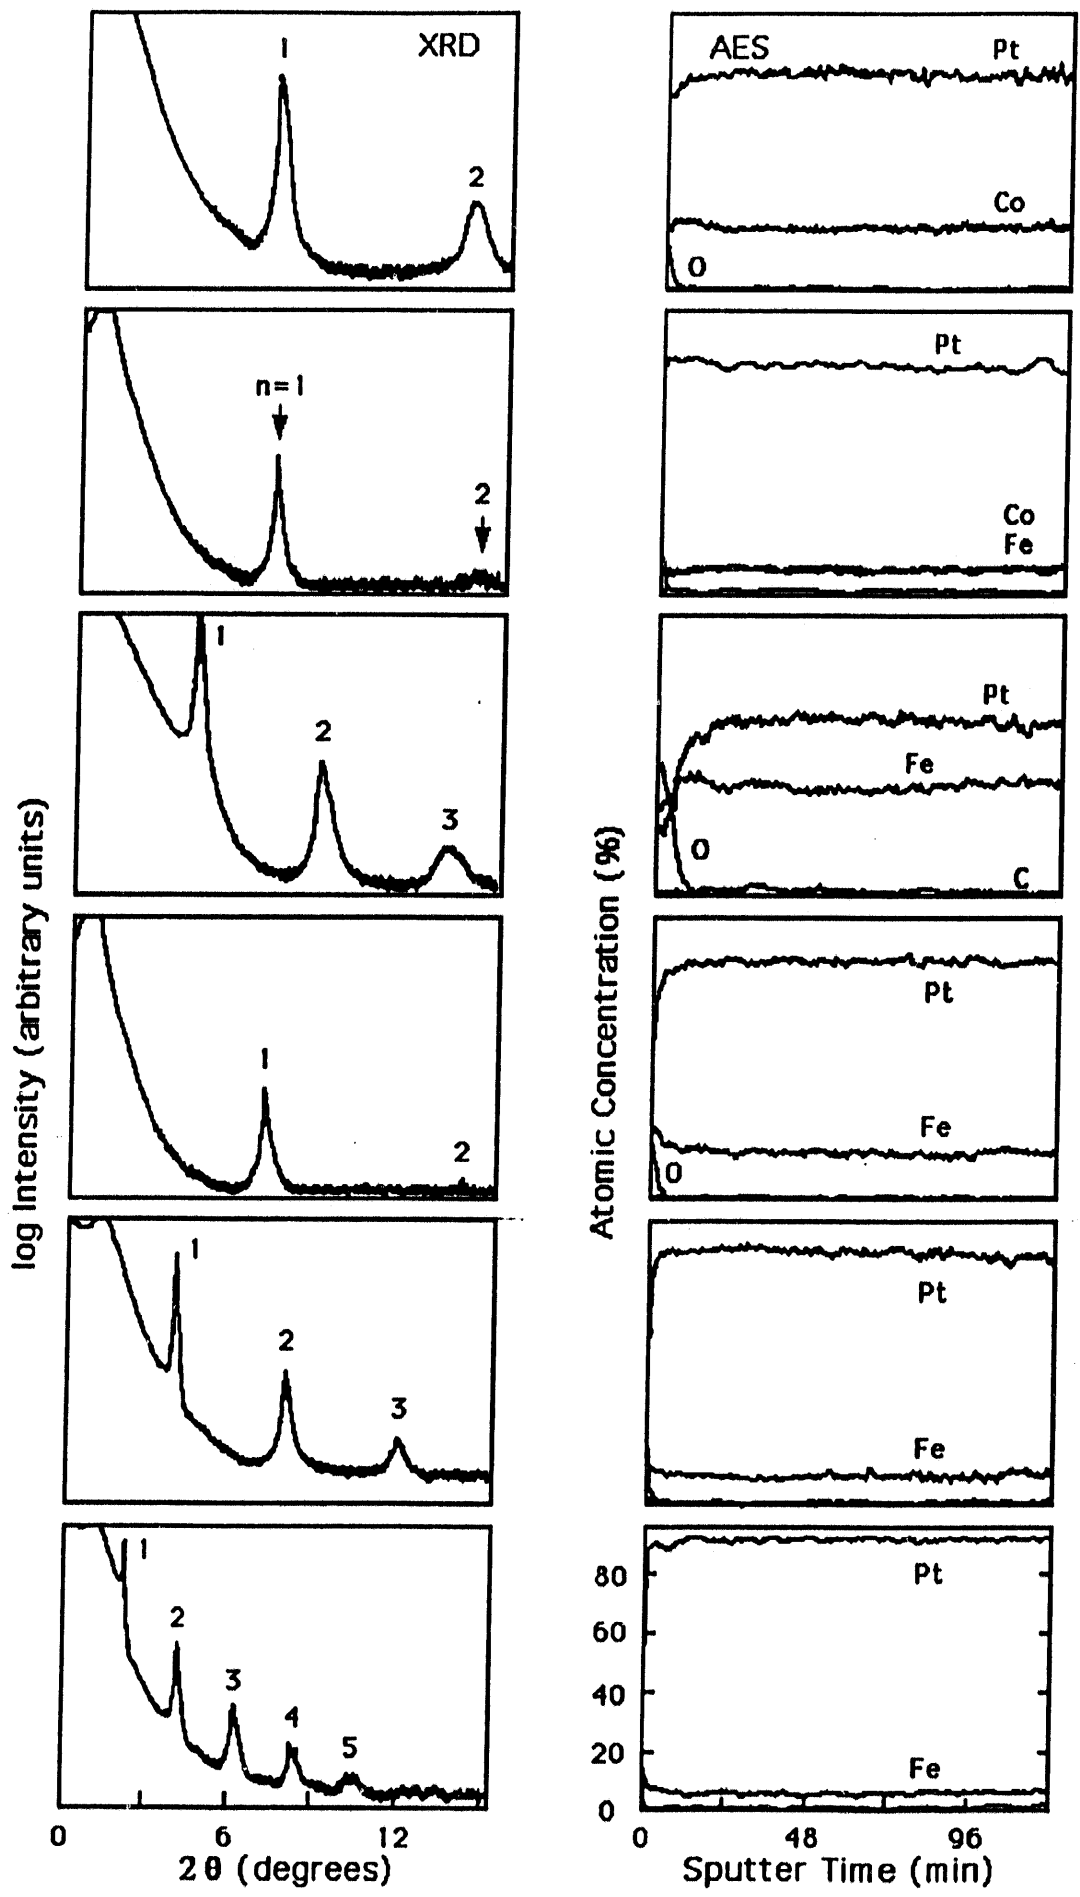 XRD
1
2
AES
Pt
Co
O
n=1
2
Pt
Co
Fe
1
2
3
Pt
Fe
O
C
1
2
Pt
Fe
O
1
2
3
Pt
Fe
1
2
3
4
5
Pt
Fe
80
60
40
20
0
0 6 12
2θ (degrees)
0 48 96
Sputter Time (min)
log Intensity (arbitrary units)
Atomic Concentration (%)